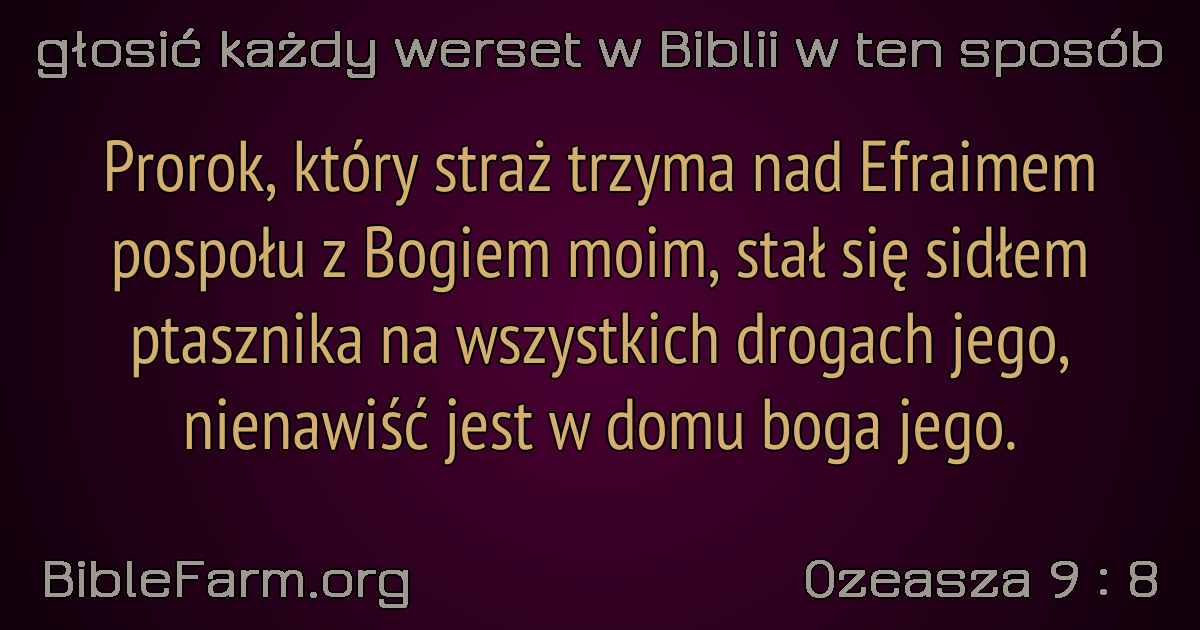 głosić każdy werset w Biblii w ten sposób
Prorok, który straż trzyma nad Efraimem
pospołu z Bogiem moim, stał się sidłem
ptasznika na wszystkich drogach jego,
nienawiść jest w domu boga jego.
BibleFarm.org
Ozeasza 9 : 8